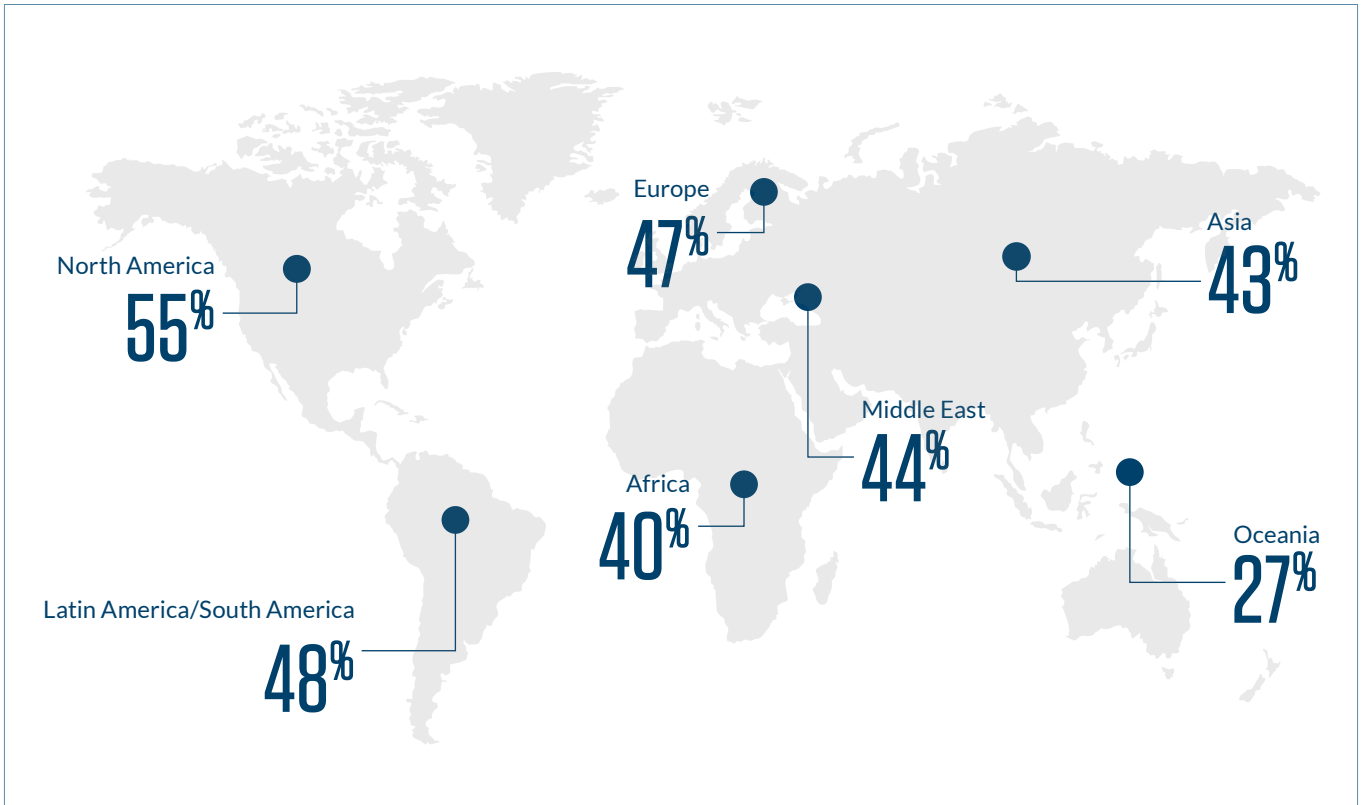 Europe
47%
Asia
43%
North America
55%
Middle East
44%
Africa
40%
Oceania
27%
Latin America/South America
48%